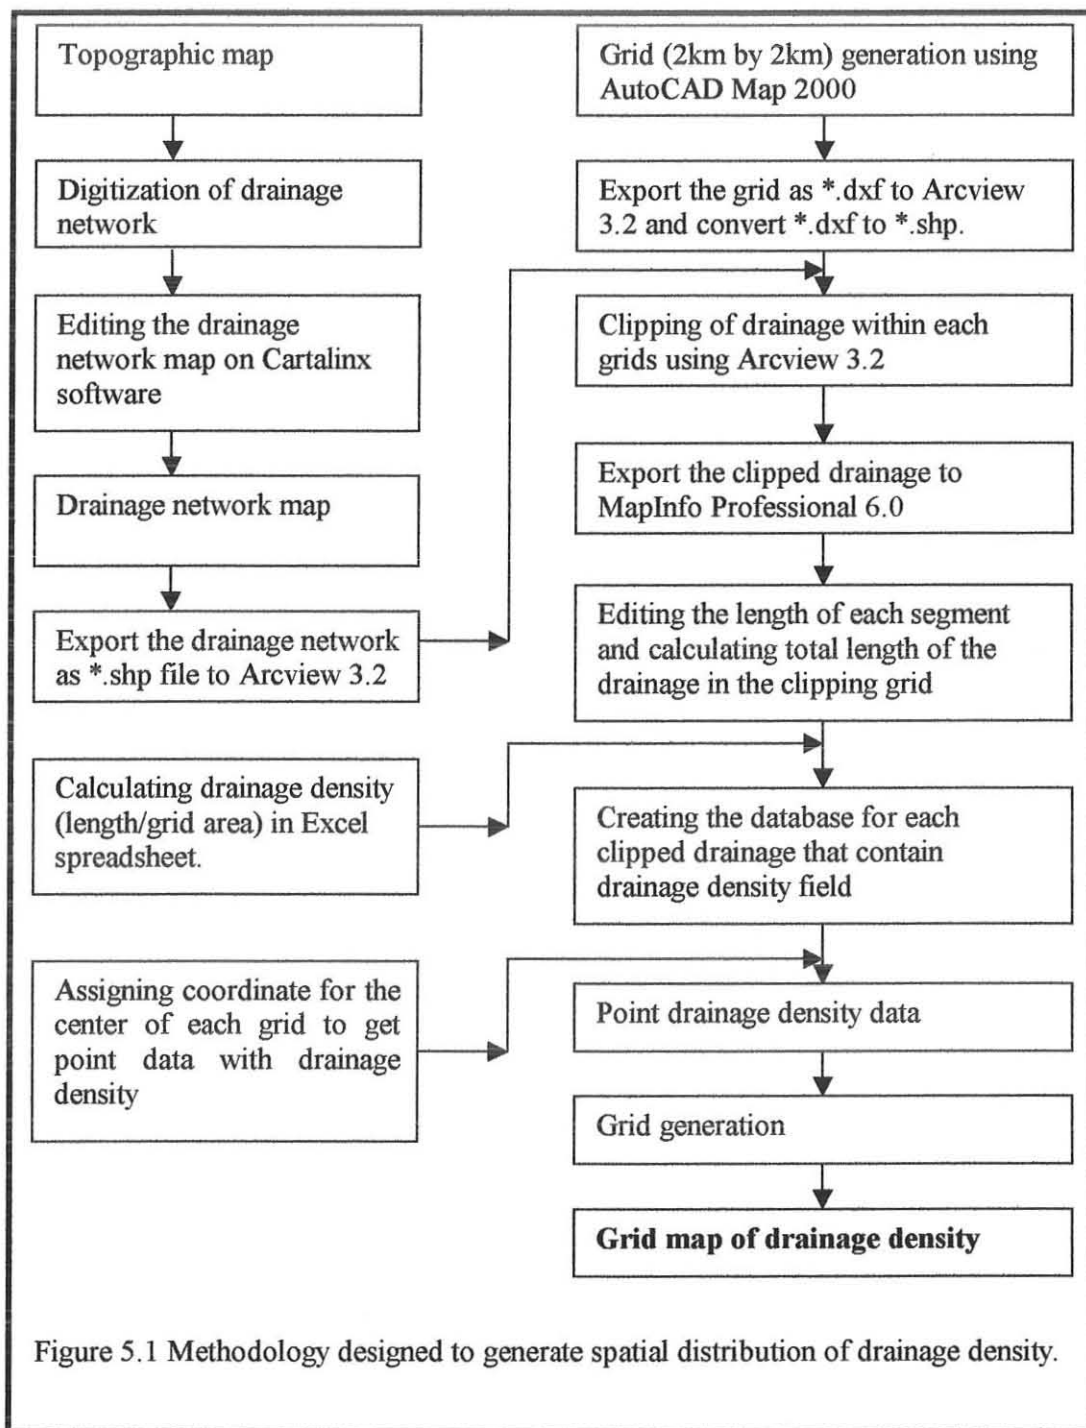 Topographic map
Digitization of drainage
network
Editing the drainage
network map on Cartalinx
software
Drainage network map
Export the drainage network
as *.shp file to Arcview 3.2
Calculating drainage density
(length/grid area) in Excel
spreadsheet.
Assigning coordinate for the
center of each grid to get
point data with drainage
density
Grid (2km by 2km) generation using
AutoCAD Map 2000
Export the grid as *.dxf to Arcview
3.2 and convert *.dxf to *.shp.
Clipping of drainage within each
grids using Arcview 3.2
Export the clipped drainage to
MapInfo Professional 6.0
Editing the length of each segment
and calculating total length of the
drainage in the clipping grid
Creating the database for each
clipped drainage that contain
drainage density field
Point drainage density data
Grid generation
Grid map of drainage density
Figure 5.1 Methodology designed to generate spatial distribution of drainage density.